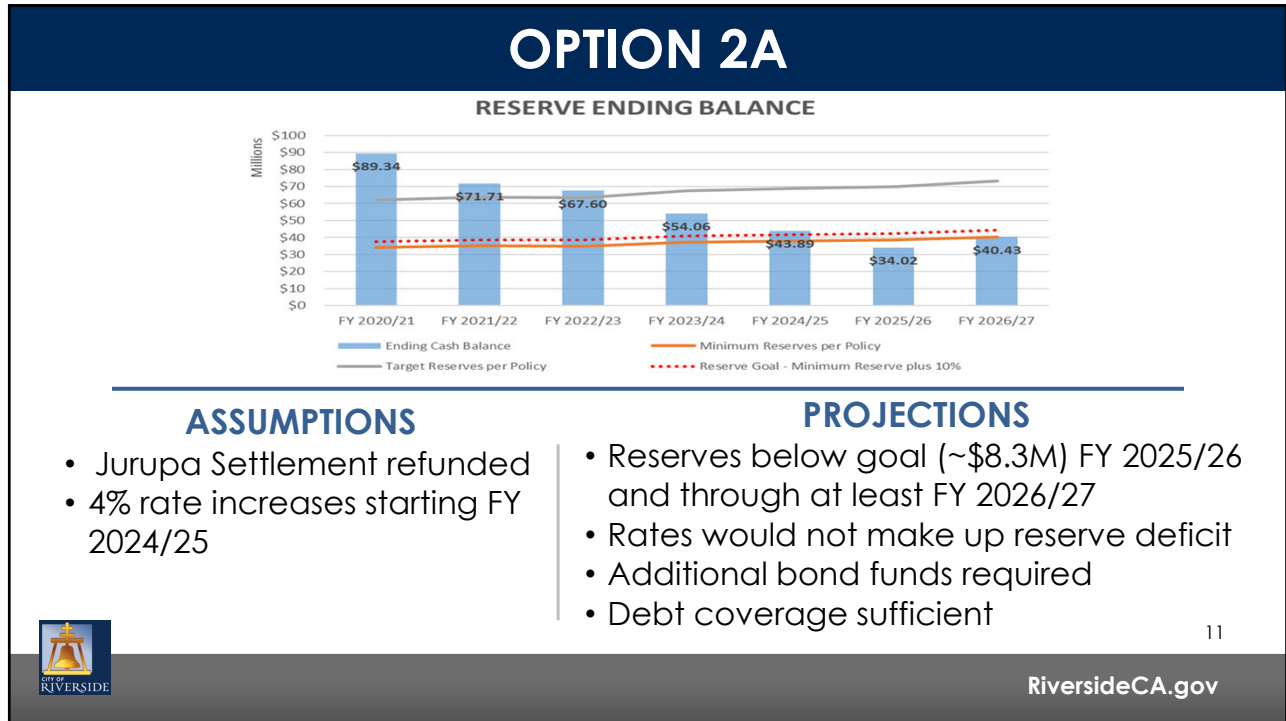 OPTION 2A
RESERVE ENDING BALANCE
Millions
$100
$90
$80
$70
$60
$50
$40
$30
$20
$10
$0
$89.34
$71.71
$67.60
$54.06
$43.89
$34.02
$40.43
FY 2020/21 FY 2021/22 FY 2022/23 FY 2023/24 FY 2024/25 FY 2025/26 FY 2026/27
Ending Cash Balance Minimum Reserves per Policy
Target Reserves per Policy Reserve Goal - Minimum Reserve plus 10%
ASSUMPTIONS
• Jurupa Settlement refunded
• 4% rate increases starting FY
2024/25
PROJECTIONS
• Reserves below goal (~$8.3M) FY 2025/26
and through at least FY 2026/27
• Rates would not make up reserve deficit
• Additional bond funds required
• Debt coverage sufficient
11
CITY OF
RIVERSIDE
RiversideCA.gov